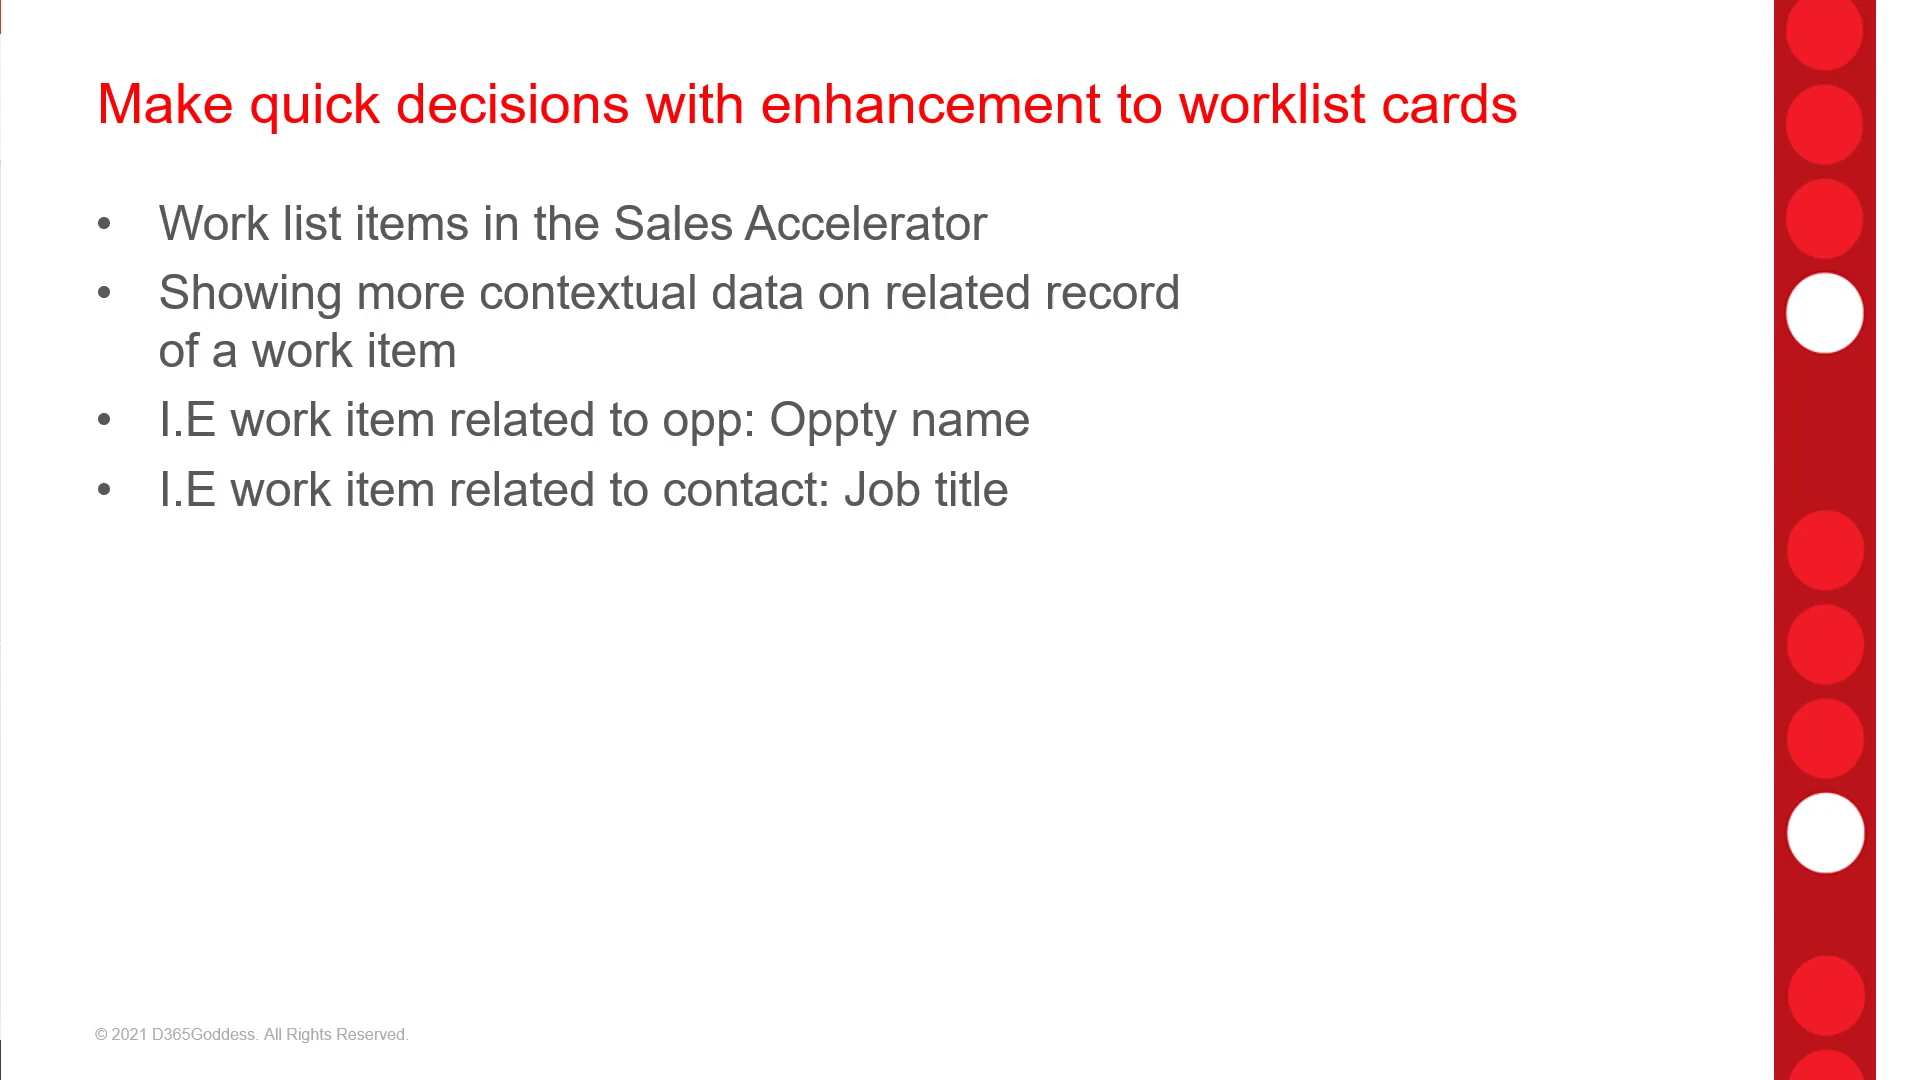 Make quick decisions with enhancement to worklist cards
• Work list items in the Sales Accelerator
• Showing more contextual data on related record
of a work item
• I.E work item related to opp: Oppty name
• I.E work item related to contact: Job title
© 2021 D365Goddess. All Rights Reserved.